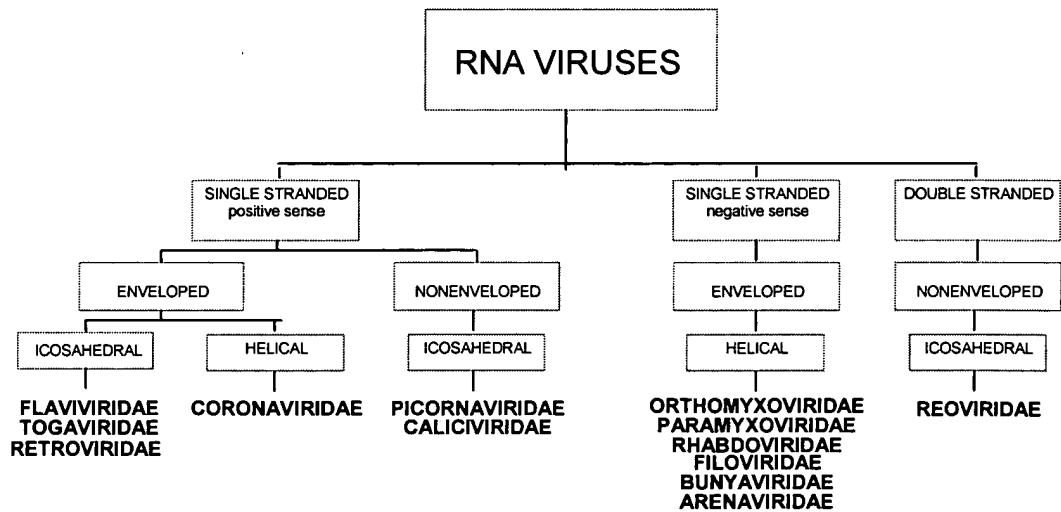 RNA VIRUSES
SINGLE STRANDED
positive sense
SINGLE STRANDED
negative sense
DOUBLE STRANDED
ENVELOPED
NONENVELOPED
ENVELOPED
NONENVELOPED
ICOSAHEDRAL
HELICAL
ICOSAHEDRAL
HELICAL
ICOSAHEDRAL
FLAVIVIRIDAE
TOGAVIRIDAE
RETROVIRIDAE
CORONAVIRIDAE
PICORNAVIRIDAE
CALICIVIRIDAE
ORTHOMYXOVIRIDAE
PARAMYXOVIRIDAE
RHABDOVIRIDAE
FILOVIRIDAE
BUNYAVIRIDAE
ARENAVIRIDAE
REOVIRIDAE